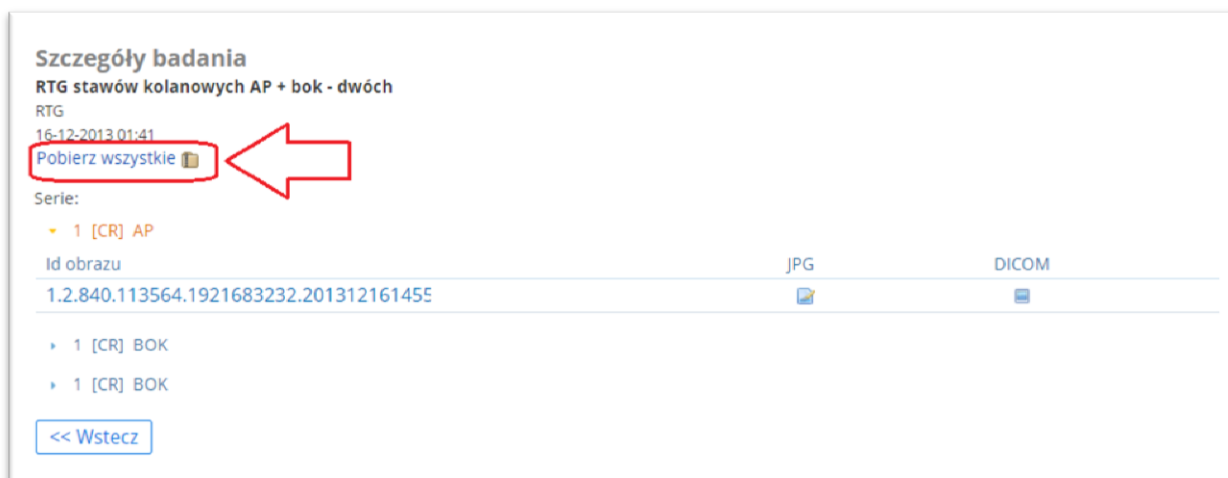 Szczegóły badania
RTG stawów kolanowych AP + bok - dwóch
RTG
16-12-2013 01:41
Pobierz wszystkie
Serie:
1 [CR] AP
Id obrazu JPG DICOM
1.2.840.113564.1921683232.201312161455
1 [CR] BOK
1 [CR] BOK
<< Wstecz